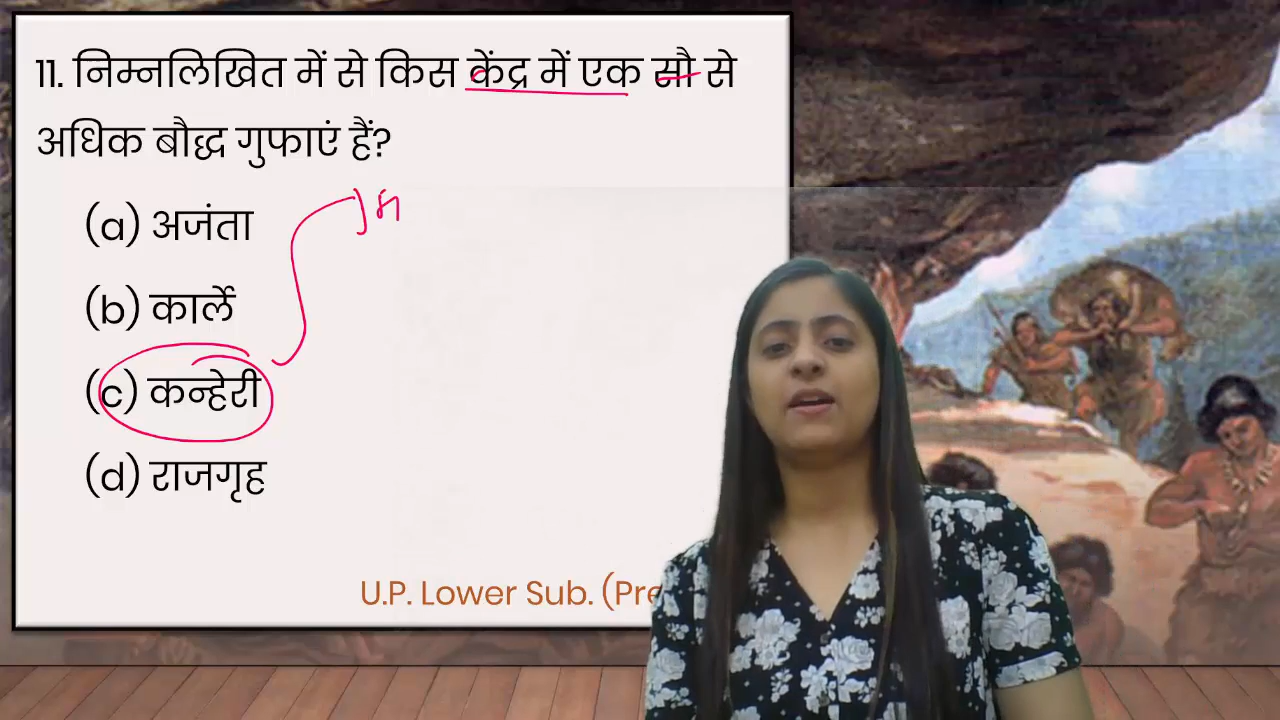 11. निम्नलिखित में से किस केंद्र में एक सौ से
अधिक बौद्ध गुफाएं हैं?
(a) अजंता
(b) कार्ले
(c) कन्हेरी
(d) राजगृह
U.P. Lower Sub. (Pre